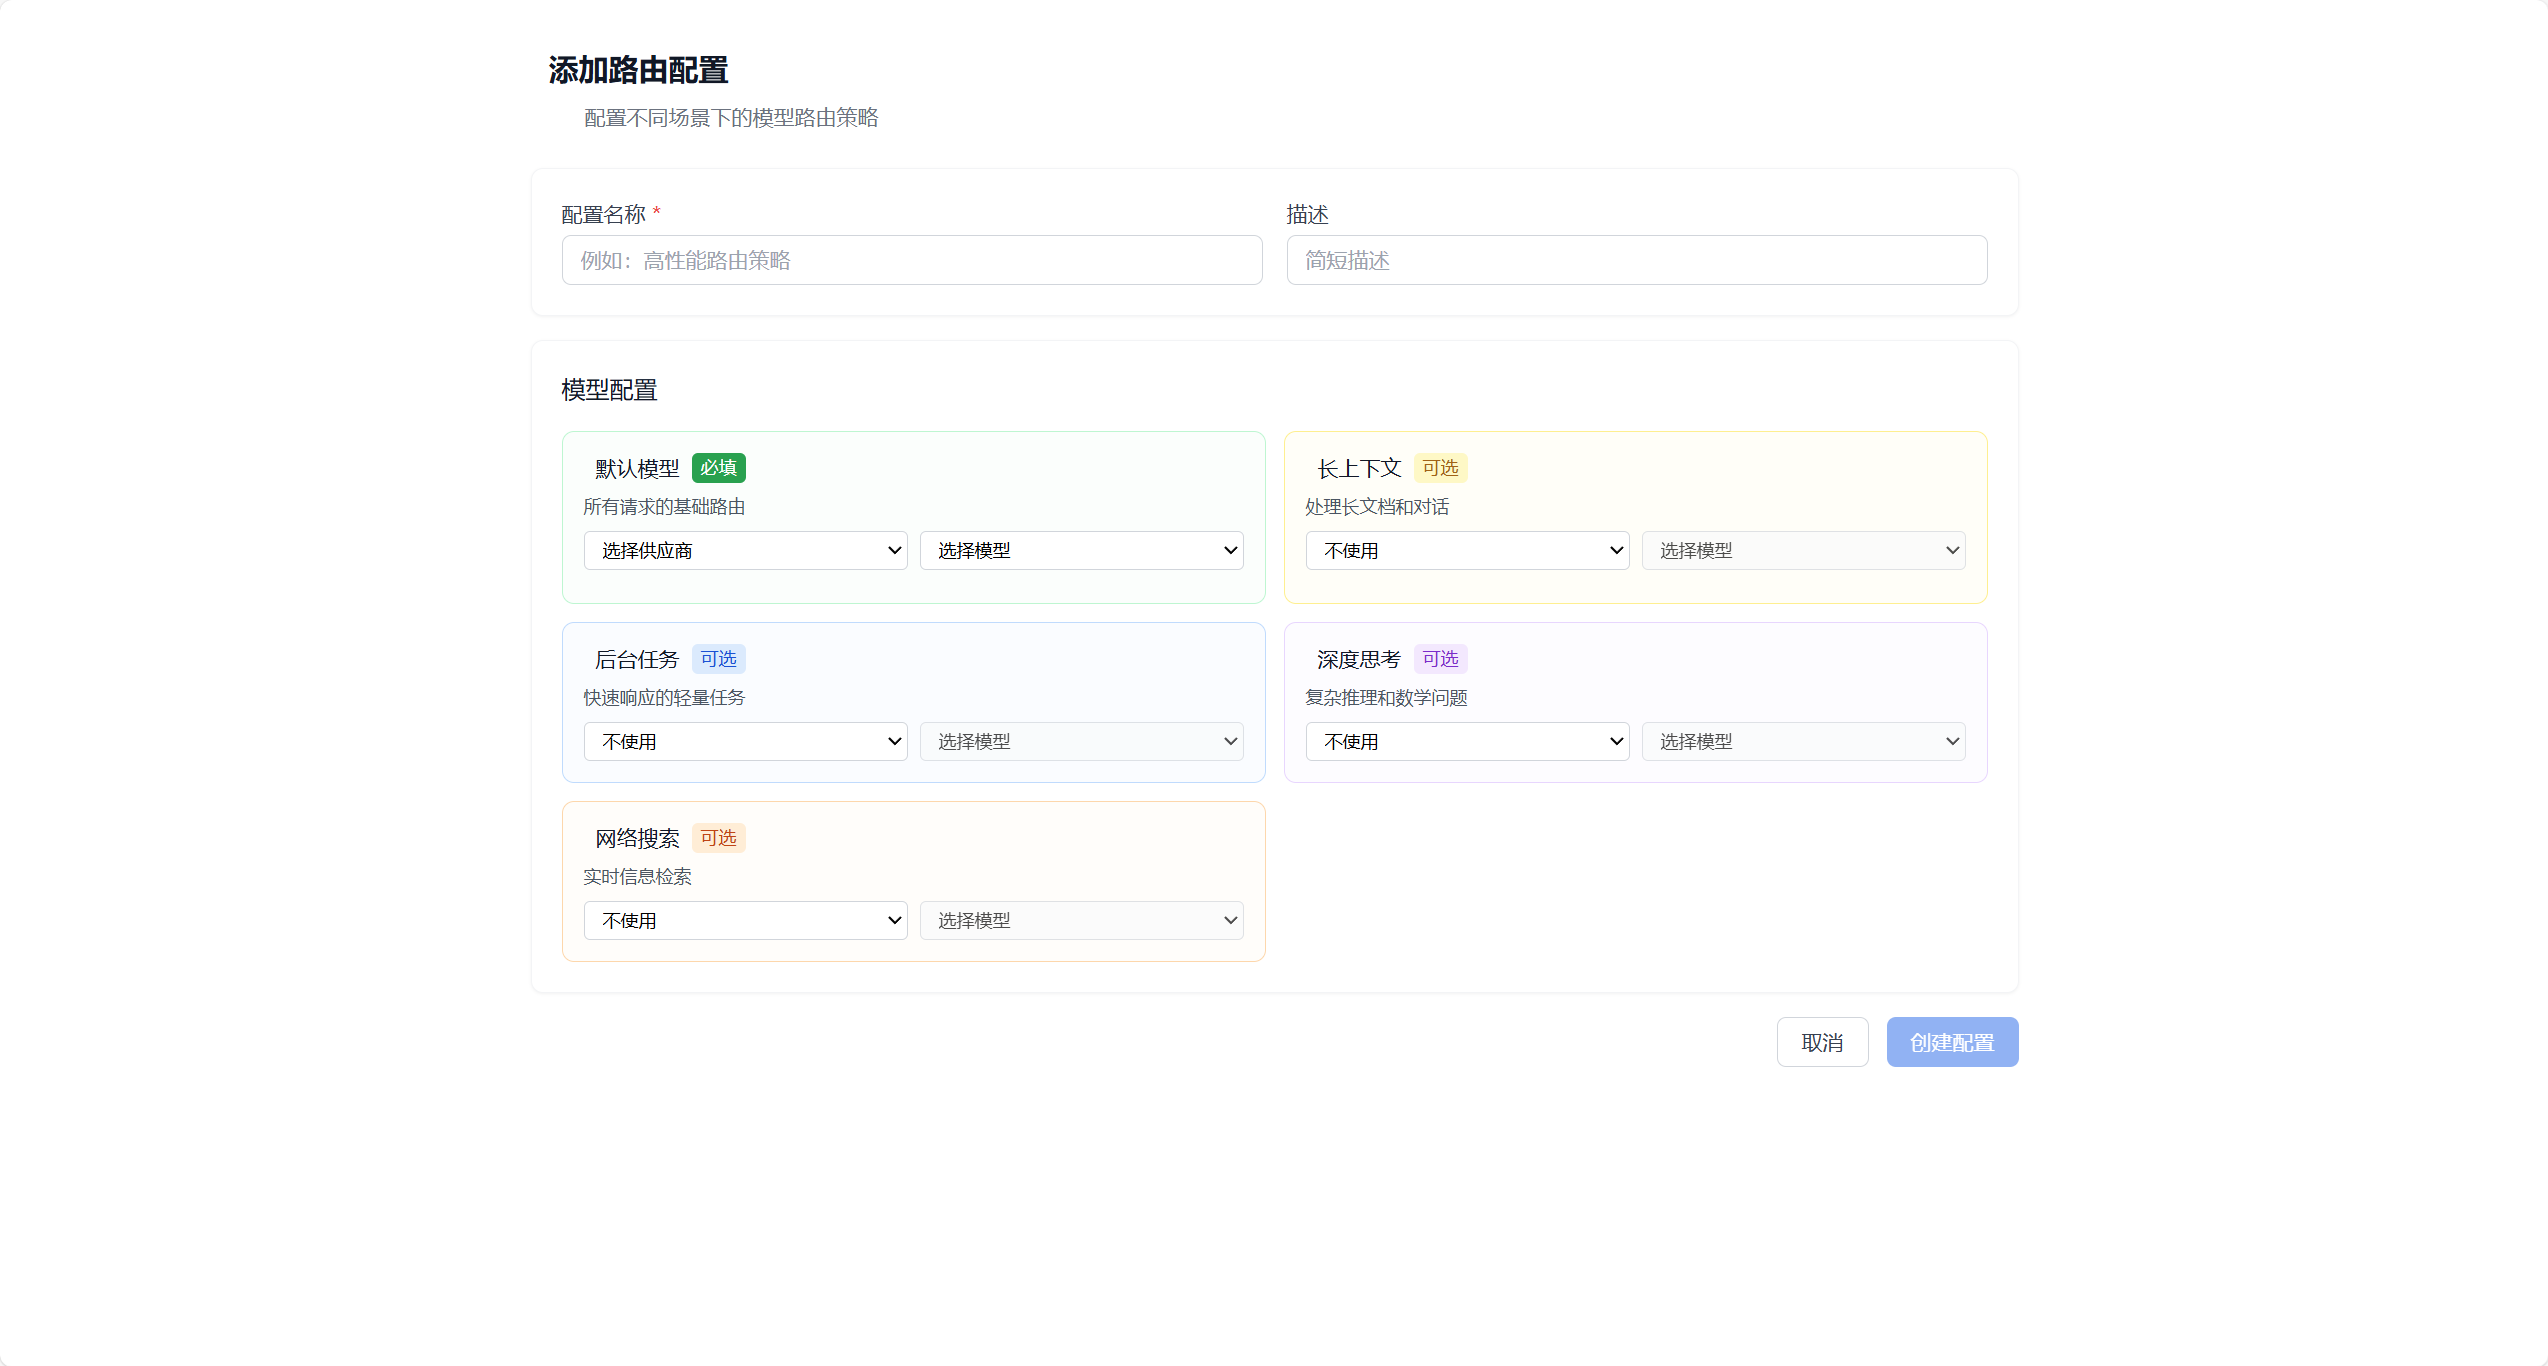 添加路由配置
配置不同场景下的模型路由策略
配置名称 *
例如：高性能路由策略
描述
简短描述
模型配置
默认模型 必填
所有请求的基础路由
选择供应商 选择模型
长上下文 可选
处理长文档和对话
不使用 选择模型
后台任务 可选
快速响应的轻量任务
不使用 选择模型
深度思考 可选
复杂推理和数学问题
不使用 选择模型
网络搜索 可选
实时信息检索
不使用 选择模型
取消 创建配置